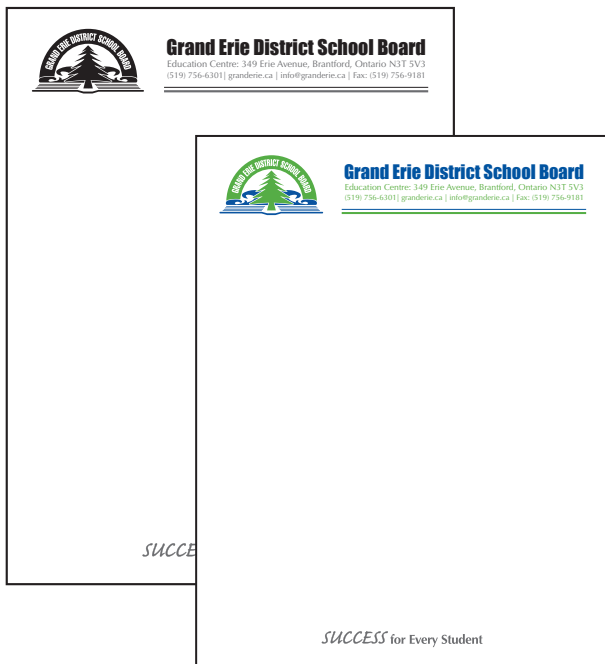 GRAND ERIE DISTRICT SCHOOL BOARD
Grand Erie District School Board
Education Centre: 349 Erie Avenue, Brantford, Ontario N3T 5V3
(519) 756-6301| granderie.ca | info@granderie.ca | Fax: (519) 756-9181
SUCCE
GRAND ERIE DISTRICT SCHOOL BOARD
Grand Erie District School Board
Education Centre: 349 Erie Avenue, Brantford, Ontario N3T 5V3
(519) 756-6301| granderie.ca | info@granderie.ca | Fax: (519) 756-9181
SUCCESS for Every Student